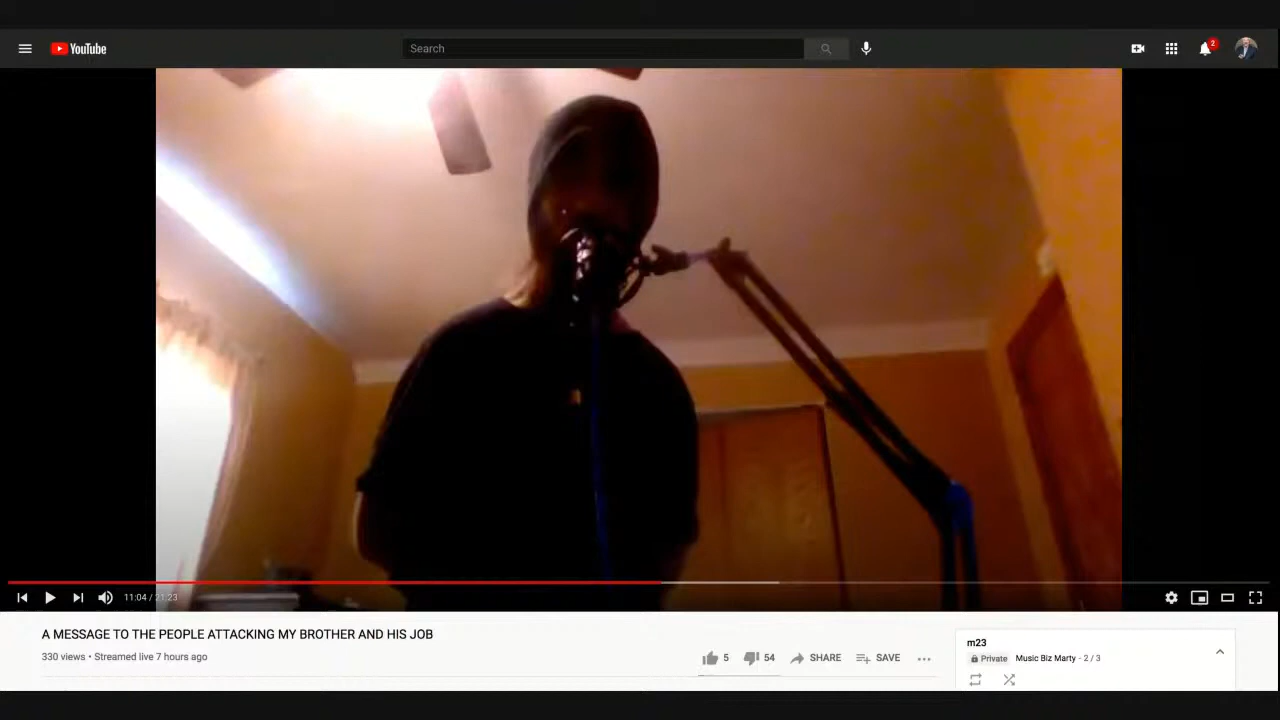 YouTube
Search
2
11:04 / 21:23
A MESSAGE TO THE PEOPLE ATTACKING MY BROTHER AND HIS JOB
330 views • Streamed live 7 hours ago
5
54
SHARE
SAVE
m23
Private
Music Biz Marty - 2 / 3